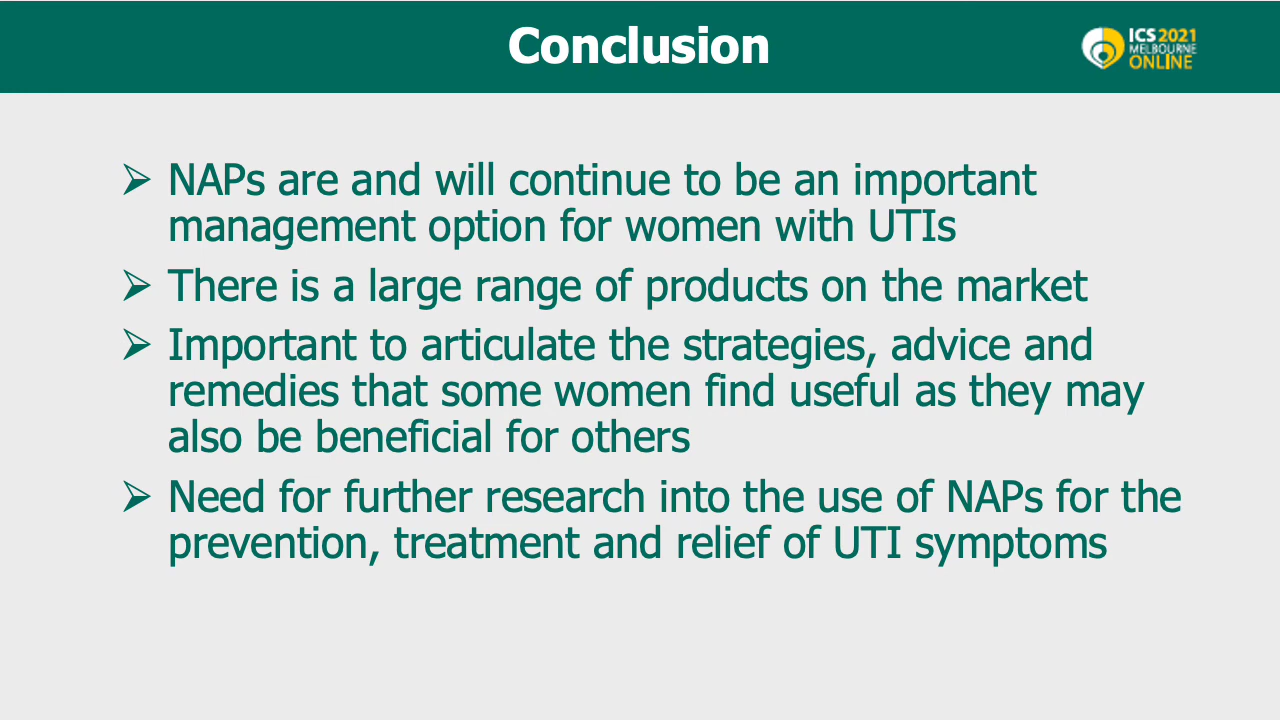 Conclusion
ICS 2021
MELBOURNE
ONLINE
➢ NAPs are and will continue to be an important
management option for women with UTIs
➢ There is a large range of products on the market
➢ Important to articulate the strategies, advice and
remedies that some women find useful as they may
also be beneficial for others
➢ Need for further research into the use of NAPs for the
prevention, treatment and relief of UTI symptoms